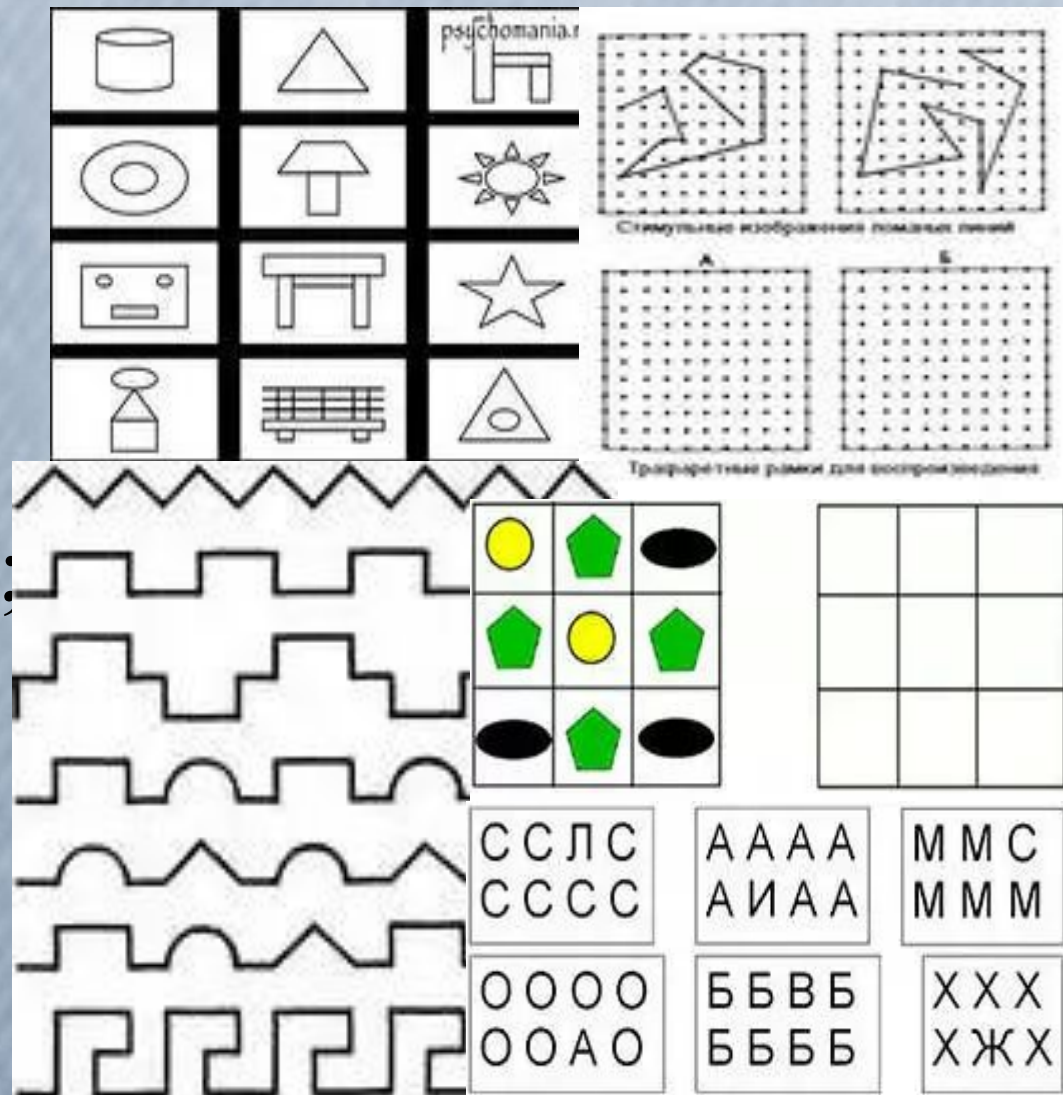 psychomania.r
Стимульные изображения ломаных линий
А
Б
Трафаретные рамки для воспроизведения
ССЛС
СССС
АААА
АИАА
ММС
МММ
ОООО
ООАО
ББВБ
ББББ
ХХХ
ХЖХ